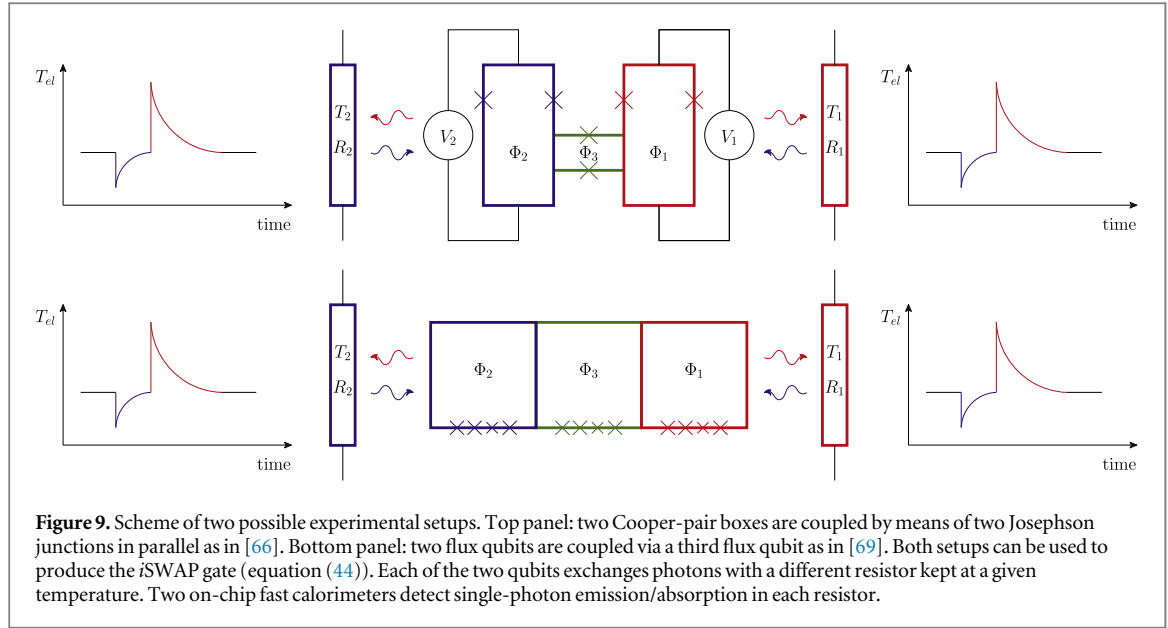 T_el
time
T_2
R_2
V_2
Φ_2
Φ_3
Φ_1
V_1
T_1
R_1
T_el
time
T_el
time
T_2
R_2
Φ_2
Φ_3
Φ_1
T_1
R_1
T_el
time
Figure 9. Scheme of two possible experimental setups. Top panel: two Cooper-pair boxes are coupled by means of two Josephson
junctions in parallel as in [66]. Bottom panel: two flux qubits are coupled via a third flux qubit as in [69]. Both setups can be used to
produce the iSWAP gate (equation (44)). Each of the two qubits exchanges photons with a different resistor kept at a given
temperature. Two on-chip fast calorimeters detect single-photon emission/absorption in each resistor.